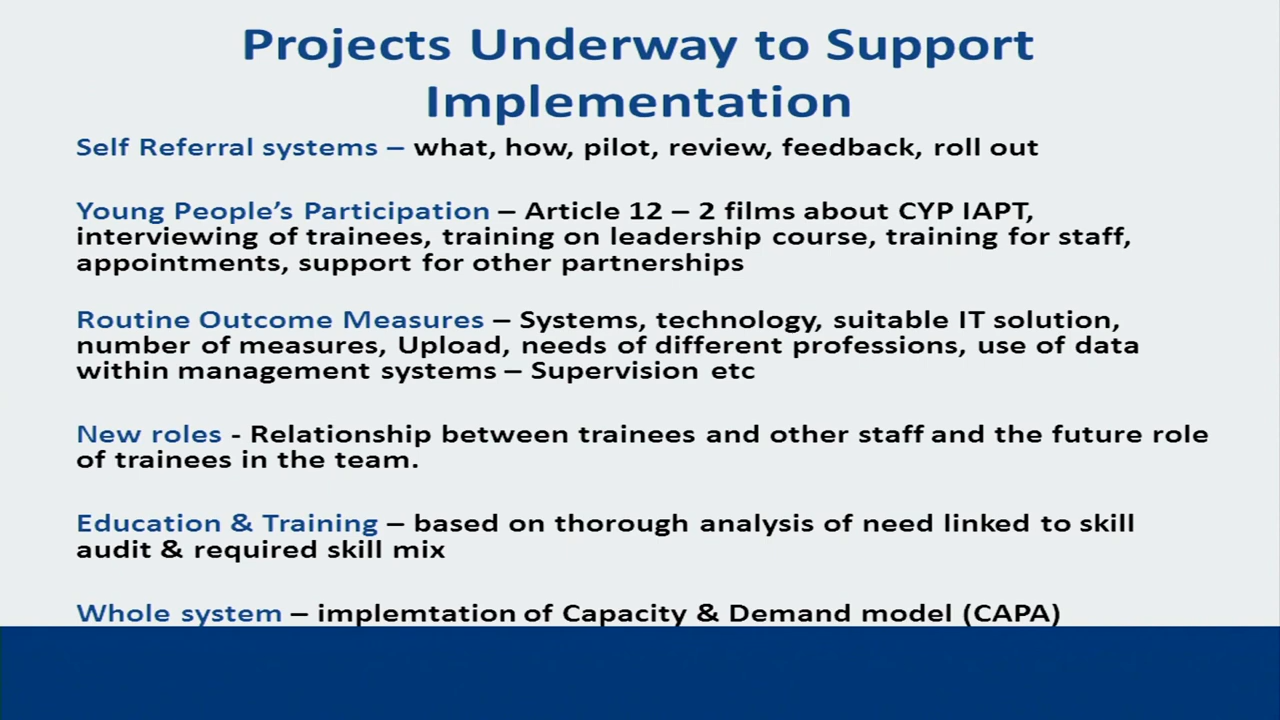 Projects Underway to Support
Implementation
Self Referral systems – what, how, pilot, review, feedback, roll out
Young People's Participation – Article 12 – 2 films about CYP IAPT,
interviewing of trainees, training on leadership course, training for staff,
appointments, support for other partnerships
Routine Outcome Measures – Systems, technology, suitable IT solution,
number of measures, Upload, needs of different professions, use of data
within management systems – Supervision etc
New roles - Relationship between trainees and other staff and the future role
of trainees in the team.
Education & Training – based on thorough analysis of need linked to skill
audit & required skill mix
Whole system – implemtation of Capacity & Demand model (CAPA)